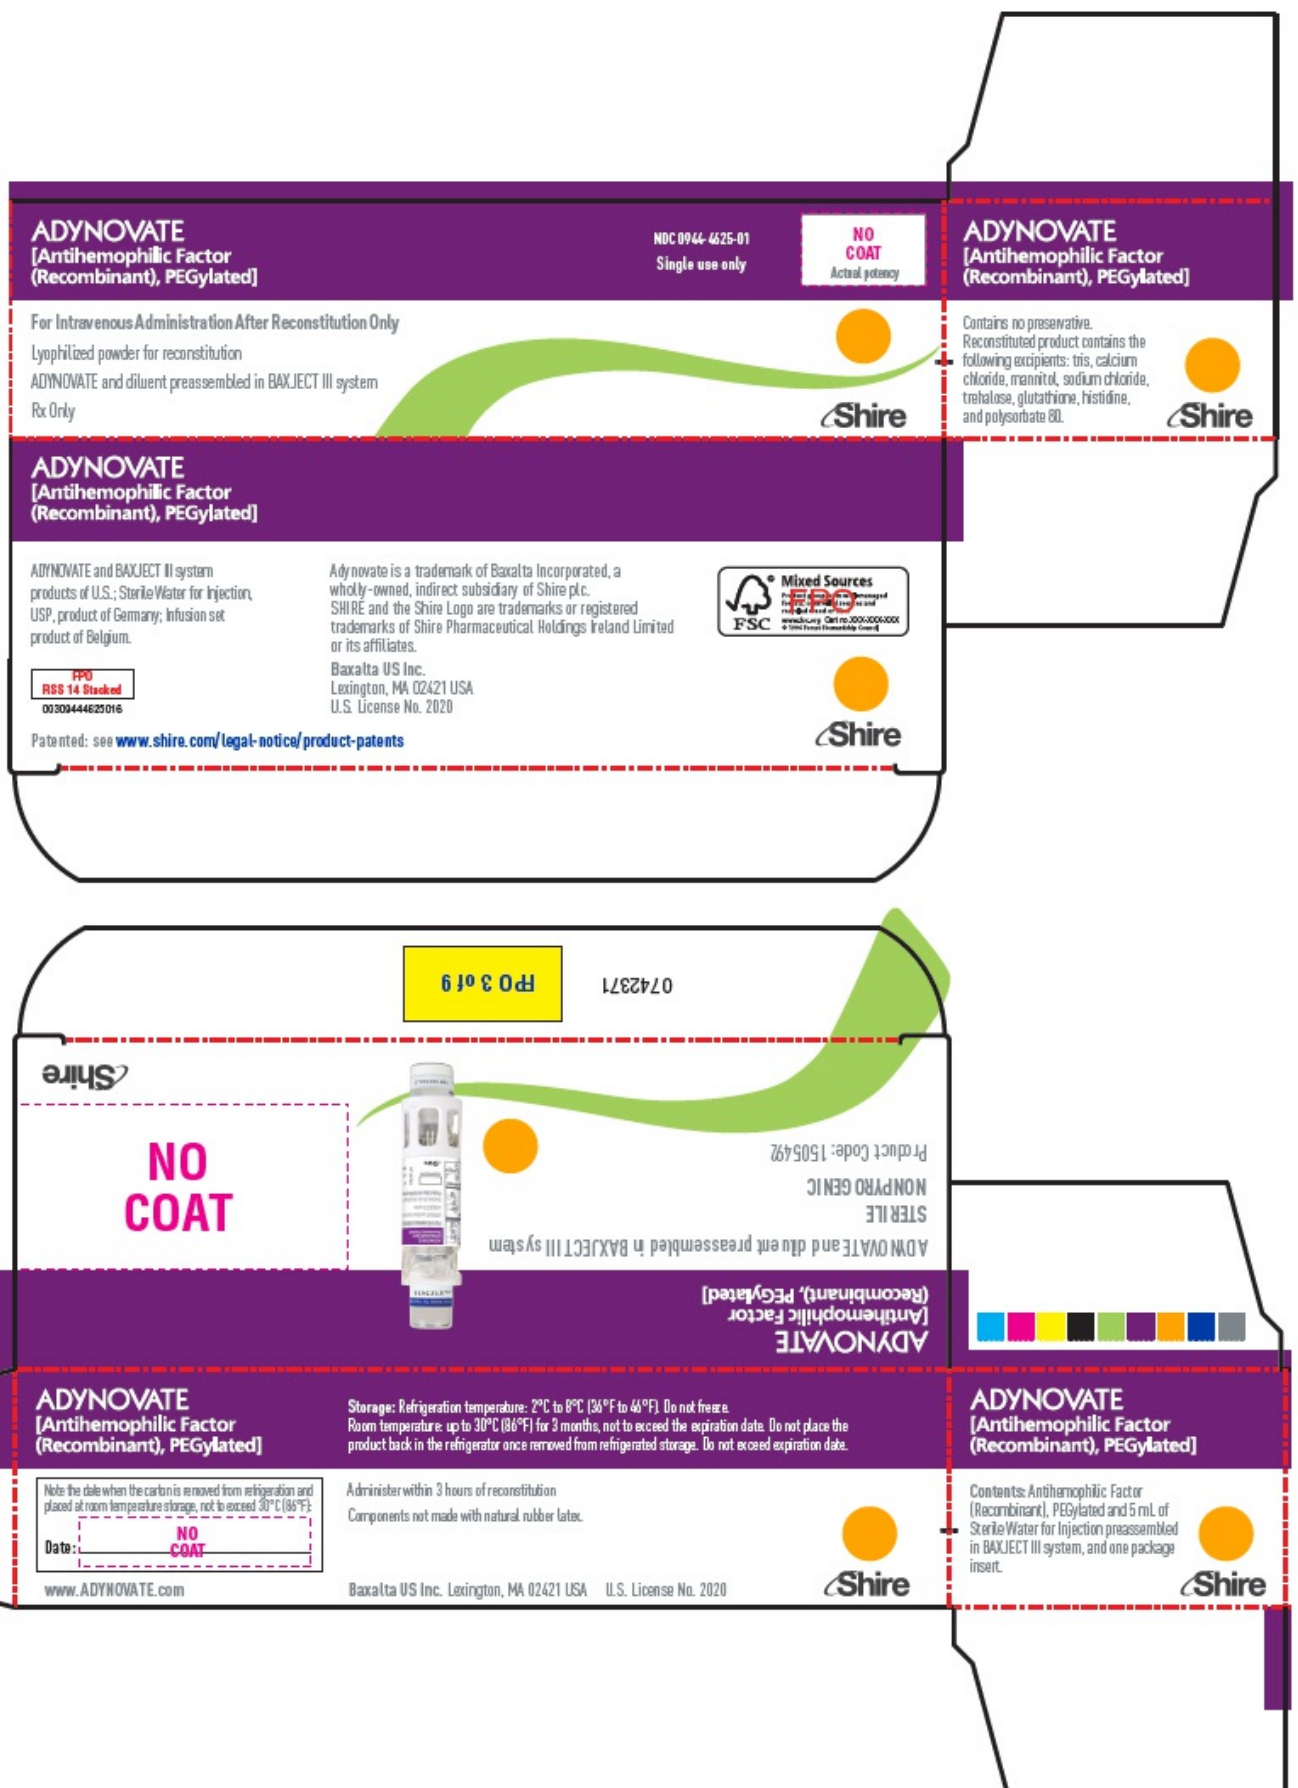 ADYNOVATE
[Antihemophilic Factor
(Recombinant), PEGylated]
NDC 0944-4625-01
Single use only
NO
COAT
Actual potency
For Intravenous Administration After Reconstitution Only
Lyophilized powder for reconstitution
ADYNOVATE and diluent preassembled in BAXJECT III system
Rx Only
Shire
ADYNOVATE
[Antihemophilic Factor
(Recombinant), PEGylated]
Contains no preservative.
Reconstituted product contains the
following excipients: tris, calcium
chloride, mannitol, sodium chloride,
trehalose, glutathione, histidine,
and polysorbate 80.
Shire
ADYNOVATE
[Antihemophilic Factor
(Recombinant), PEGylated]
ADYNOVATE and BAXJECT III system
products of U.S.; Sterile Water for Injection,
USP, product of Germany; Infusion set
product of Belgium.
FPO
RSS 14 Stacked
00309444625016
Patented: see www.shire.com/legal-notice/product-patents
Adynovate is a trademark of Baxalta Incorporated, a
wholly-owned, indirect subsidiary of Shire plc.
SHIRE and the Shire Logo are trademarks or registered
trademarks of Shire Pharmaceutical Holdings Ireland Limited
or its affiliates.
Baxalta US Inc.
Lexington, MA 02421 USA
U.S. License No. 2020
FSC
Mixed Sources
FPO
www.fsc.org Cert no. XXX-XXX-XXX
© 1996 Forest Stewardship Council
Shire
FPO 3 of 9
0742371
Shire
NO
COAT
ADYNOVATE
[Antihemophilic Factor
(Recombinant), PEGylated]
ADYNOVATE and diluent preassembled in BAXJECT III system
STERILE
NONPYROGENIC
Product Code: 1505492
ADYNOVATE
[Antihemophilic Factor
(Recombinant), PEGylated]
Storage: Refrigeration temperature: 2°C to 8°C (36°F to 46°F). Do not freeze.
Room temperature: up to 30°C (86°F) for 3 months, not to exceed the expiration date. Do not place the
product back in the refrigerator once removed from refrigerated storage. Do not exceed expiration date.
Note the date when the carton is removed from refrigeration and
placed at room temperature storage, not to exceed 30°C (86°F):
Date:
NO
COAT
www.ADYNOVATE.com
Administer within 3 hours of reconstitution
Components not made with natural rubber latex.
Baxalta US Inc. Lexington, MA 02421 USA U.S. License No. 2020
Shire
ADYNOVATE
[Antihemophilic Factor
(Recombinant), PEGylated]
Contents: Antihemophilic Factor
(Recombinant), PEGylated and 5 mL of
Sterile Water for Injection preassembled
in BAXJECT III system, and one package
insert.
Shire